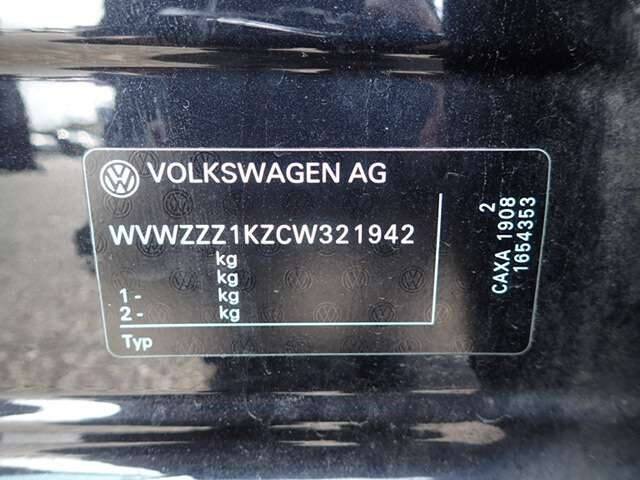 VOLKSWAGEN AG
WVWZZZ1KZCW321942
kg
kg
1- kg
2- kg
Typ
2
CAXA 1908
1654353